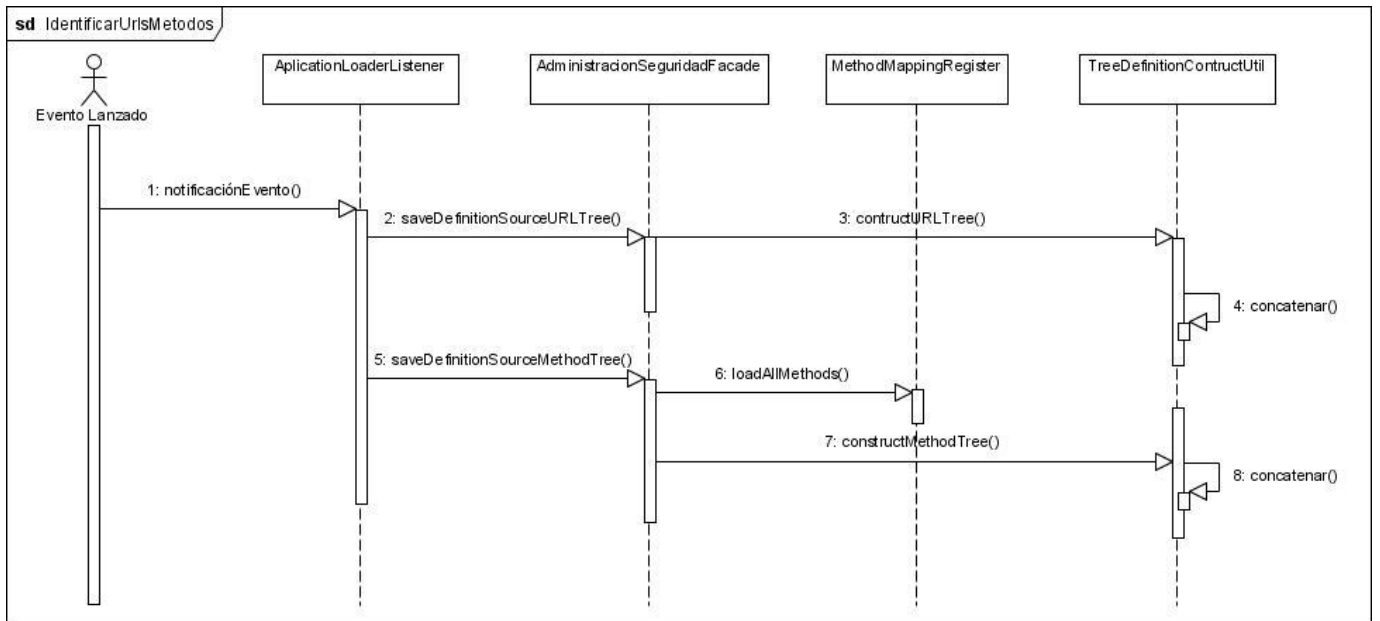 sd IdentificarUrlsMetodos
Evento Lanzado
AplicationLoaderListener
AdministracionSeguridadFacade
MethodMappingRegister
TreeDefinitionContructUtil
1: notificaciónEvento()
2: saveDefinitionSourceURLTree()
3: contructURLTree()
4: concatenar()
5: saveDefinitionSourceMethodTree()
6: loadAllMethods()
7: constructMethodTree()
8: concatenar()